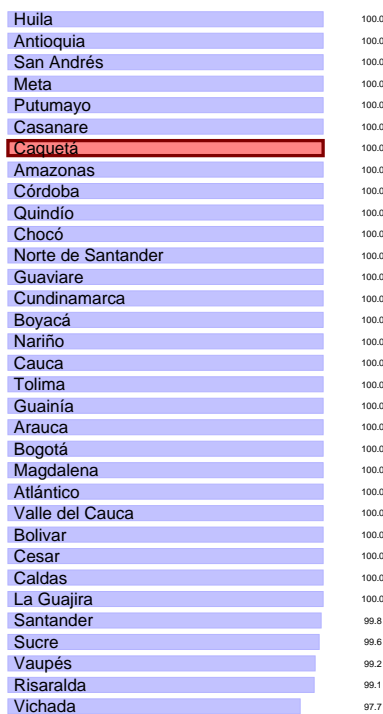 Huila 100.0
Antioquia 100.0
San Andrés 100.0
Meta 100.0
Putumayo 100.0
Casanare 100.0
Caquetá 100.0
Amazonas 100.0
Córdoba 100.0
Quindío 100.0
Chocó 100.0
Norte de Santander 100.0
Guaviare 100.0
Cundinamarca 100.0
Boyacá 100.0
Nariño 100.0
Cauca 100.0
Tolima 100.0
Guainía 100.0
Arauca 100.0
Bogotá 100.0
Magdalena 100.0
Atlántico 100.0
Valle del Cauca 100.0
Bolivar 100.0
Cesar 100.0
Caldas 100.0
La Guajira 100.0
Santander 99.8
Sucre 99.6
Vaupés 99.2
Risaralda 99.1
Vichada 97.7